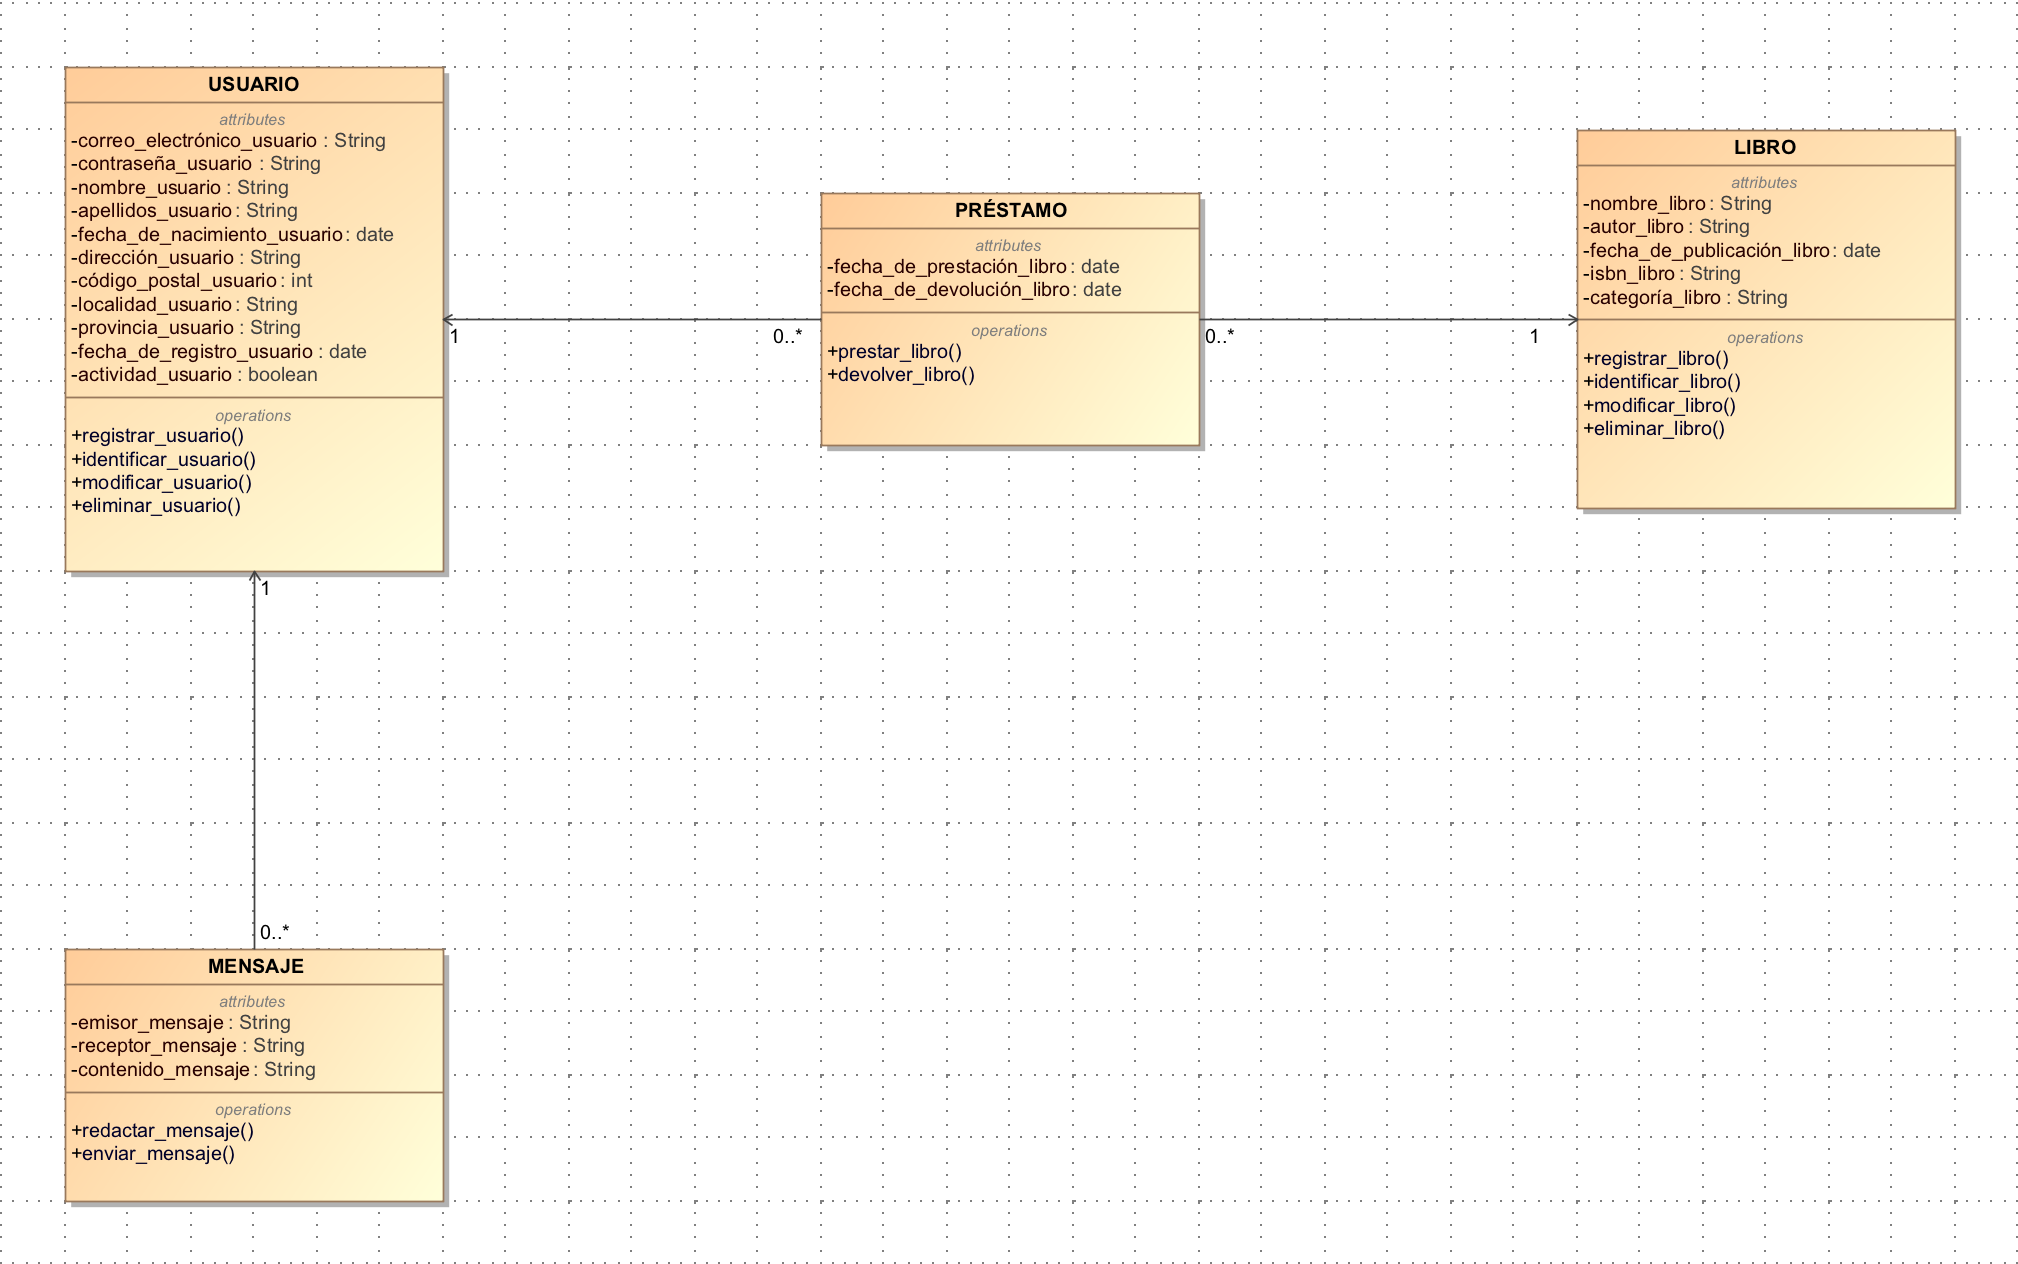 USUARIO
attributes
-correo_electrónico_usuario : String
-contraseña_usuario : String
-nombre_usuario : String
-apellidos_usuario : String
-fecha_de_nacimiento_usuario : date
-dirección_usuario : String
-código_postal_usuario : int
-localidad_usuario : String
-provincia_usuario : String
-fecha_de_registro_usuario : date
-actividad_usuario : boolean
operations
+registrar_usuario()
+identificar_usuario()
+modificar_usuario()
+eliminar_usuario()
1
0..*
PRÉSTAMO
attributes
-fecha_de_prestación_libro : date
-fecha_de_devolución_libro : date
operations
+prestar_libro()
+devolver_libro()
0..*
1
LIBRO
attributes
-nombre_libro : String
-autor_libro : String
-fecha_de_publicación_libro : date
-isbn_libro : String
-categoría_libro : String
operations
+registrar_libro()
+identificar_libro()
+modificar_libro()
+eliminar_libro()
1
0..*
MENSAJE
attributes
-emisor_mensaje : String
-receptor_mensaje : String
-contenido_mensaje : String
operations
+redactar_mensaje()
+enviar_mensaje()